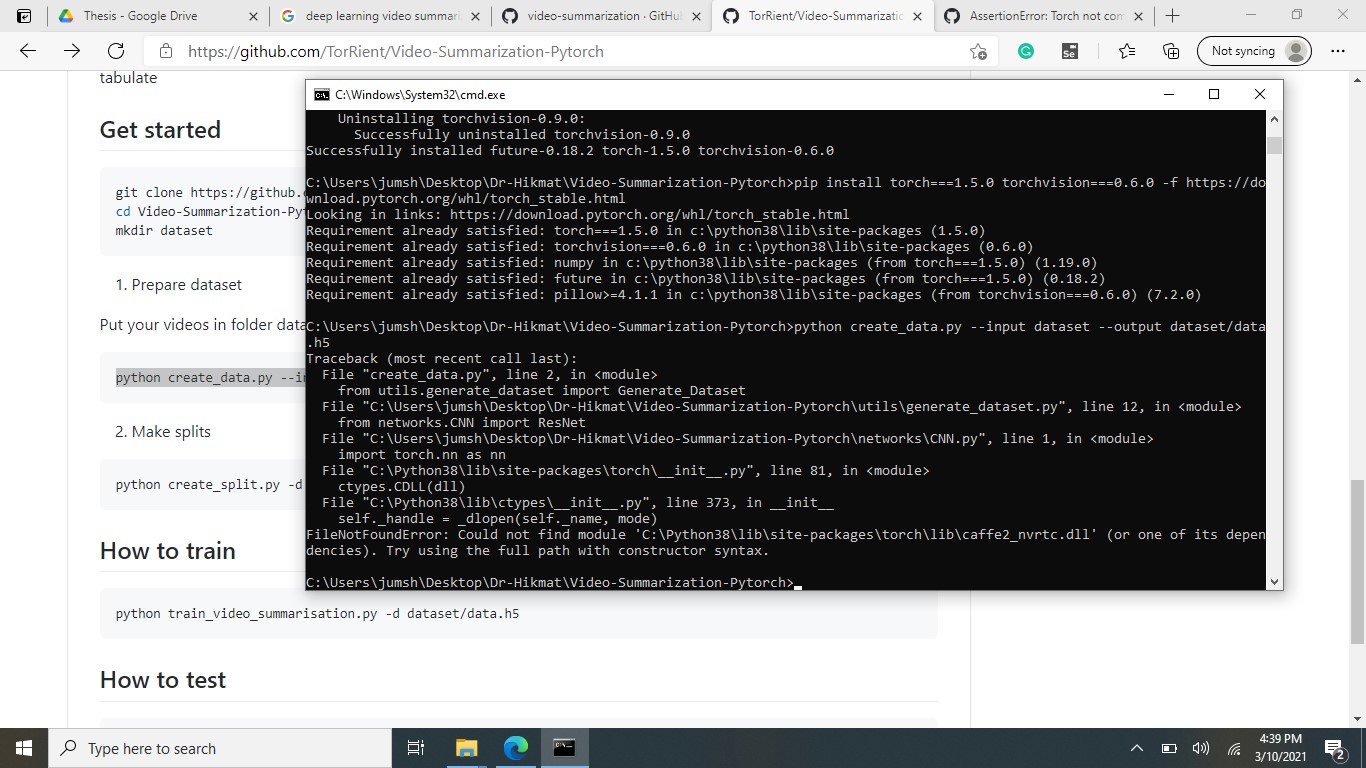 Thesis - Google Drive
deep learning video summari
video-summarization · GitHub
TorRient/Video-Summarizatic
AssertionError: Torch not com
https://github.com/TorRient/Video-Summarization-Pytorch
Not syncing
tabulate
Get started
git clone https://github.
cd Video-Summarization-Py
mkdir dataset
1. Prepare dataset
Put your videos in folder data
python create_data.py --in
2. Make splits
python create_split.py -d
How to train
python train_video_summarisation.py -d dataset/data.h5
How to test
C:\Windows\System32\cmd.exe
Uninstalling torchvision-0.9.0:
Successfully uninstalled torchvision-0.9.0
Successfully installed future-0.18.2 torch-1.5.0 torchvision-0.6.0
C:\Users\jumsh\Desktop\Dr-Hikmat\Video-Summarization-Pytorch>pip install torch===1.5.0 torchvision===0.6.0 -f https://do
wnload.pytorch.org/whl/torch_stable.html
Looking in links: https://download.pytorch.org/whl/torch_stable.html
Requirement already satisfied: torch===1.5.0 in c:\python38\lib\site-packages (1.5.0)
Requirement already satisfied: torchvision===0.6.0 in c:\python38\lib\site-packages (0.6.0)
Requirement already satisfied: numpy in c:\python38\lib\site-packages (from torch===1.5.0) (1.19.0)
Requirement already satisfied: future in c:\python38\lib\site-packages (from torch===1.5.0) (0.18.2)
Requirement already satisfied: pillow>=4.1.1 in c:\python38\lib\site-packages (from torchvision===0.6.0) (7.2.0)
C:\Users\jumsh\Desktop\Dr-Hikmat\Video-Summarization-Pytorch>python create_data.py --input dataset --output dataset/data
.h5
Traceback (most recent call last):
File "create_data.py", line 2, in <module>
from utils.generate_dataset import Generate_Dataset
File "C:\Users\jumsh\Desktop\Dr-Hikmat\Video-Summarization-Pytorch\utils\generate_dataset.py", line 12, in <module>
from networks.CNN import ResNet
File "C:\Users\jumsh\Desktop\Dr-Hikmat\Video-Summarization-Pytorch\networks\CNN.py", line 1, in <module>
import torch.nn as nn
File "C:\Python38\lib\site-packages\torch\__init__.py", line 81, in <module>
ctypes.CDLL(dll)
File "C:\Python38\lib\ctypes\__init__.py", line 373, in __init__
self._handle = _dlopen(self._name, mode)
FileNotFoundError: Could not find module 'C:\Python38\lib\site-packages\torch\lib\caffe2_nvrtc.dll' (or one of its depen
dencies). Try using the full path with constructor syntax.
C:\Users\jumsh\Desktop\Dr-Hikmat\Video-Summarization-Pytorch>
Type here to search
4:39 PM
3/10/2021
2